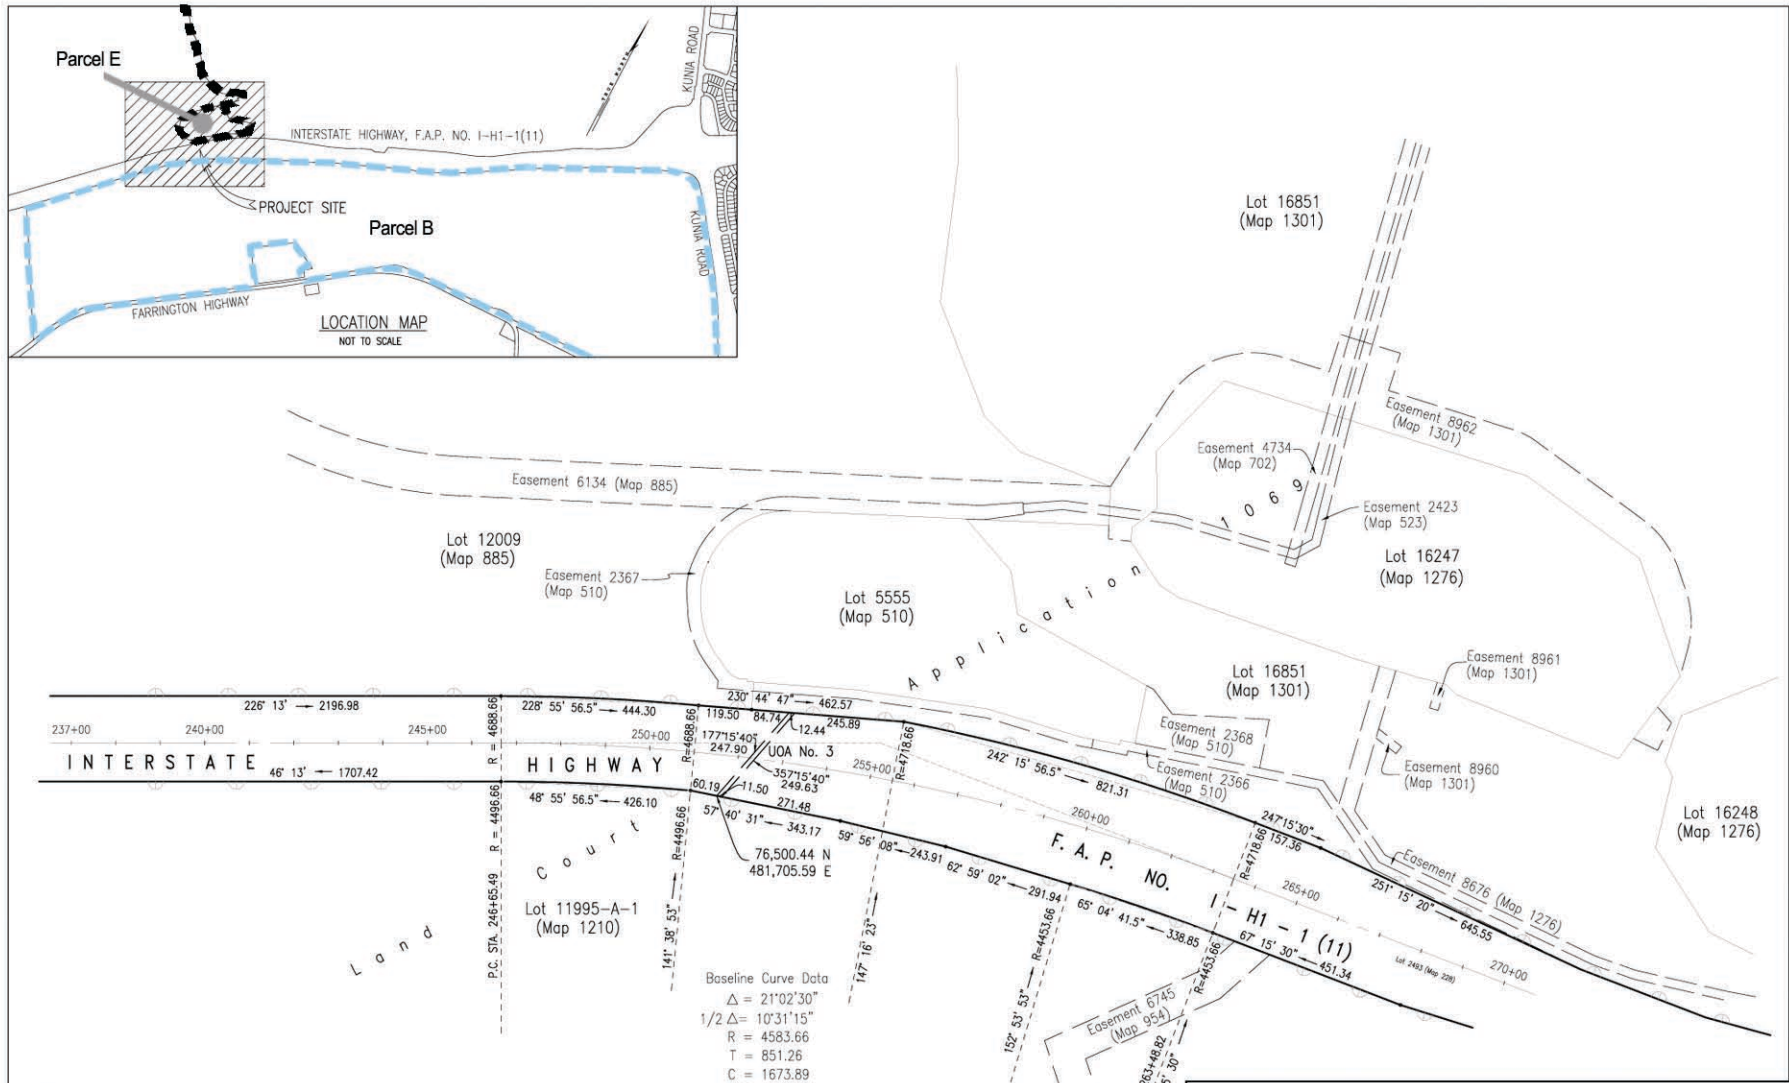 Parcel E
TRUE NORTH
KUNIA ROAD
INTERSTATE HIGHWAY, F.A.P. NO. I-H1-1(11)
PROJECT SITE
Parcel B
KUNIA ROAD
FARRINGTON HIGHWAY
LOCATION MAP
NOT TO SCALE
Lot 16851
(Map 1301)
Easement 8962
(Map 1301)
Easement 4734
(Map 702)
1069
Easement 6134 (Map 885)
Easement 2423
(Map 523)
Lot 12009
(Map 885)
Lot 16247
(Map 1276)
Easement 2367
(Map 510)
Lot 5555
(Map 510)
Application
Easement 8961
(Map 1301)
Lot 16851
(Map 1301)
Easement 2368
(Map 510)
Easement 2366
(Map 510)
Easement 8960
(Map 1301)
Lot 16248
(Map 1276)
226° 13' 2196.98
228° 55' 56.5" 444.30
230° 44' 47" 462.57
119.50
84.74
12.44
245.89
237+00
240+00
245+00
250+00
255+00
260+00
265+00
270+00
R = 4688.66
R=4688.66
R=4718.66
177°15'40"
247.90
UOA No. 3
357°15'40"
249.63
INTERSTATE HIGHWAY
F. A. P. NO. I - H1 - 1 (11)
242° 15' 56.5" 821.31
247°15'30"
157.36
R=4718.66
251° 15' 20" 645.55
Easement 8676 (Map 1276)
Lot 2493 (Map 228)
46° 13' 1707.42
48° 55' 56.5" 426.10
60.19
11.50
271.48
57° 40' 31" 343.17
59° 56' 08" 243.91
62° 59' 02" 291.94
65° 04' 41.5" 338.85
67° 15' 30" 451.34
R = 4496.66
R=4496.66
R=4453.66
R=4453.66
76,500.44 N
481,705.59 E
Court
Land
Lot 11995-A-1
(Map 1210)
P.C. STA. 246+65.49
141° 38' 53"
147° 16' 23"
152° 53' 53"
263+48.82
Easement 6745
(Map 954)
Baseline Curve Data
Δ = 21°02'30"
1/2 Δ= 10°31'15"
R = 4583.66
T = 851.26
C = 1673.89